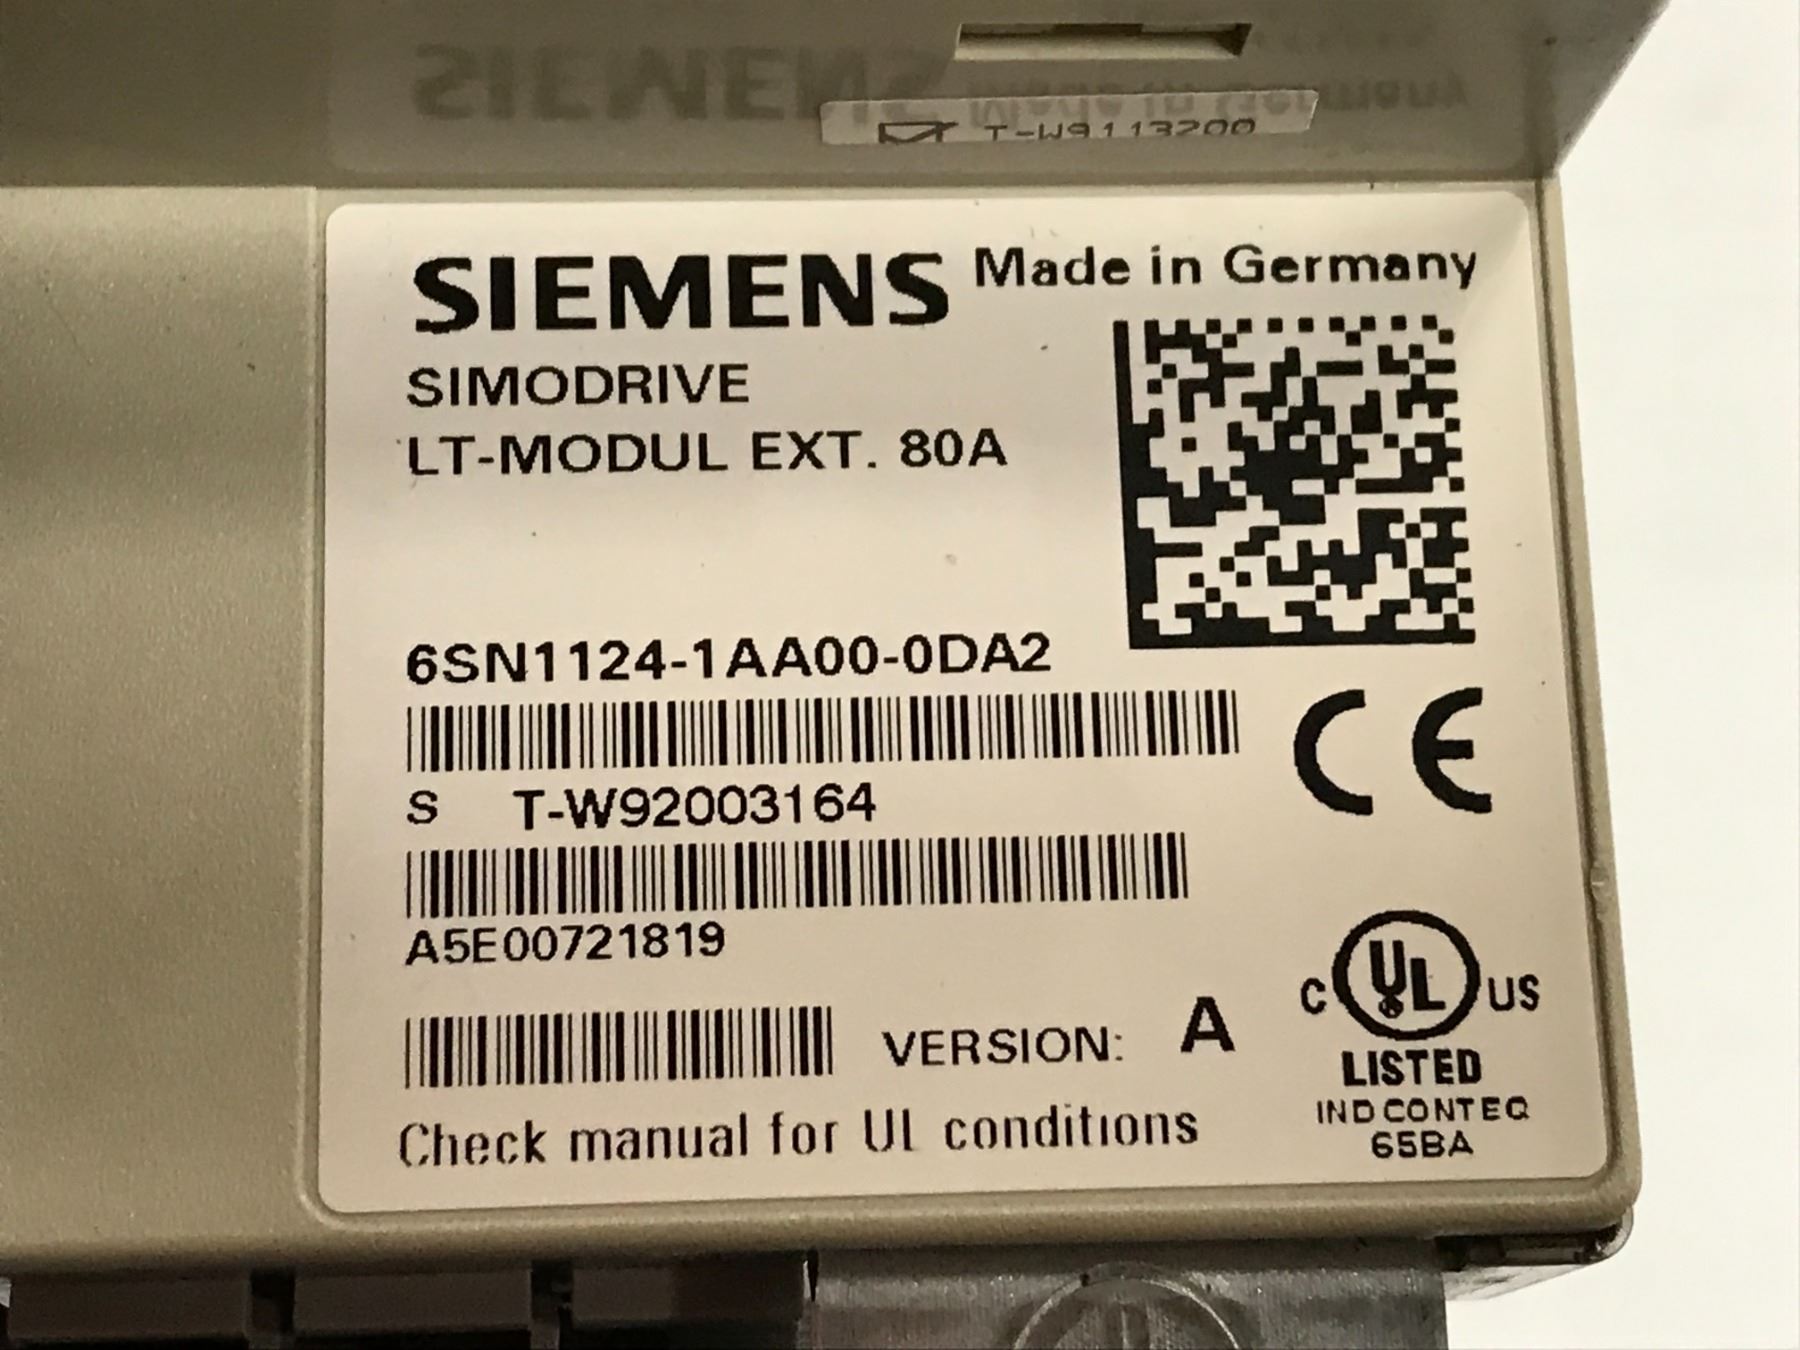 T-W9113200
SIEMENS Made in Germany
SIMODRIVE
LT-MODUL EXT. 80A
6SN1124-1AA00-0DA2
S T-W92003164
A5E00721819
VERSION: A
Check manual for UL conditions
CE
C UL US
LISTED
IND CONT EQ
65BA